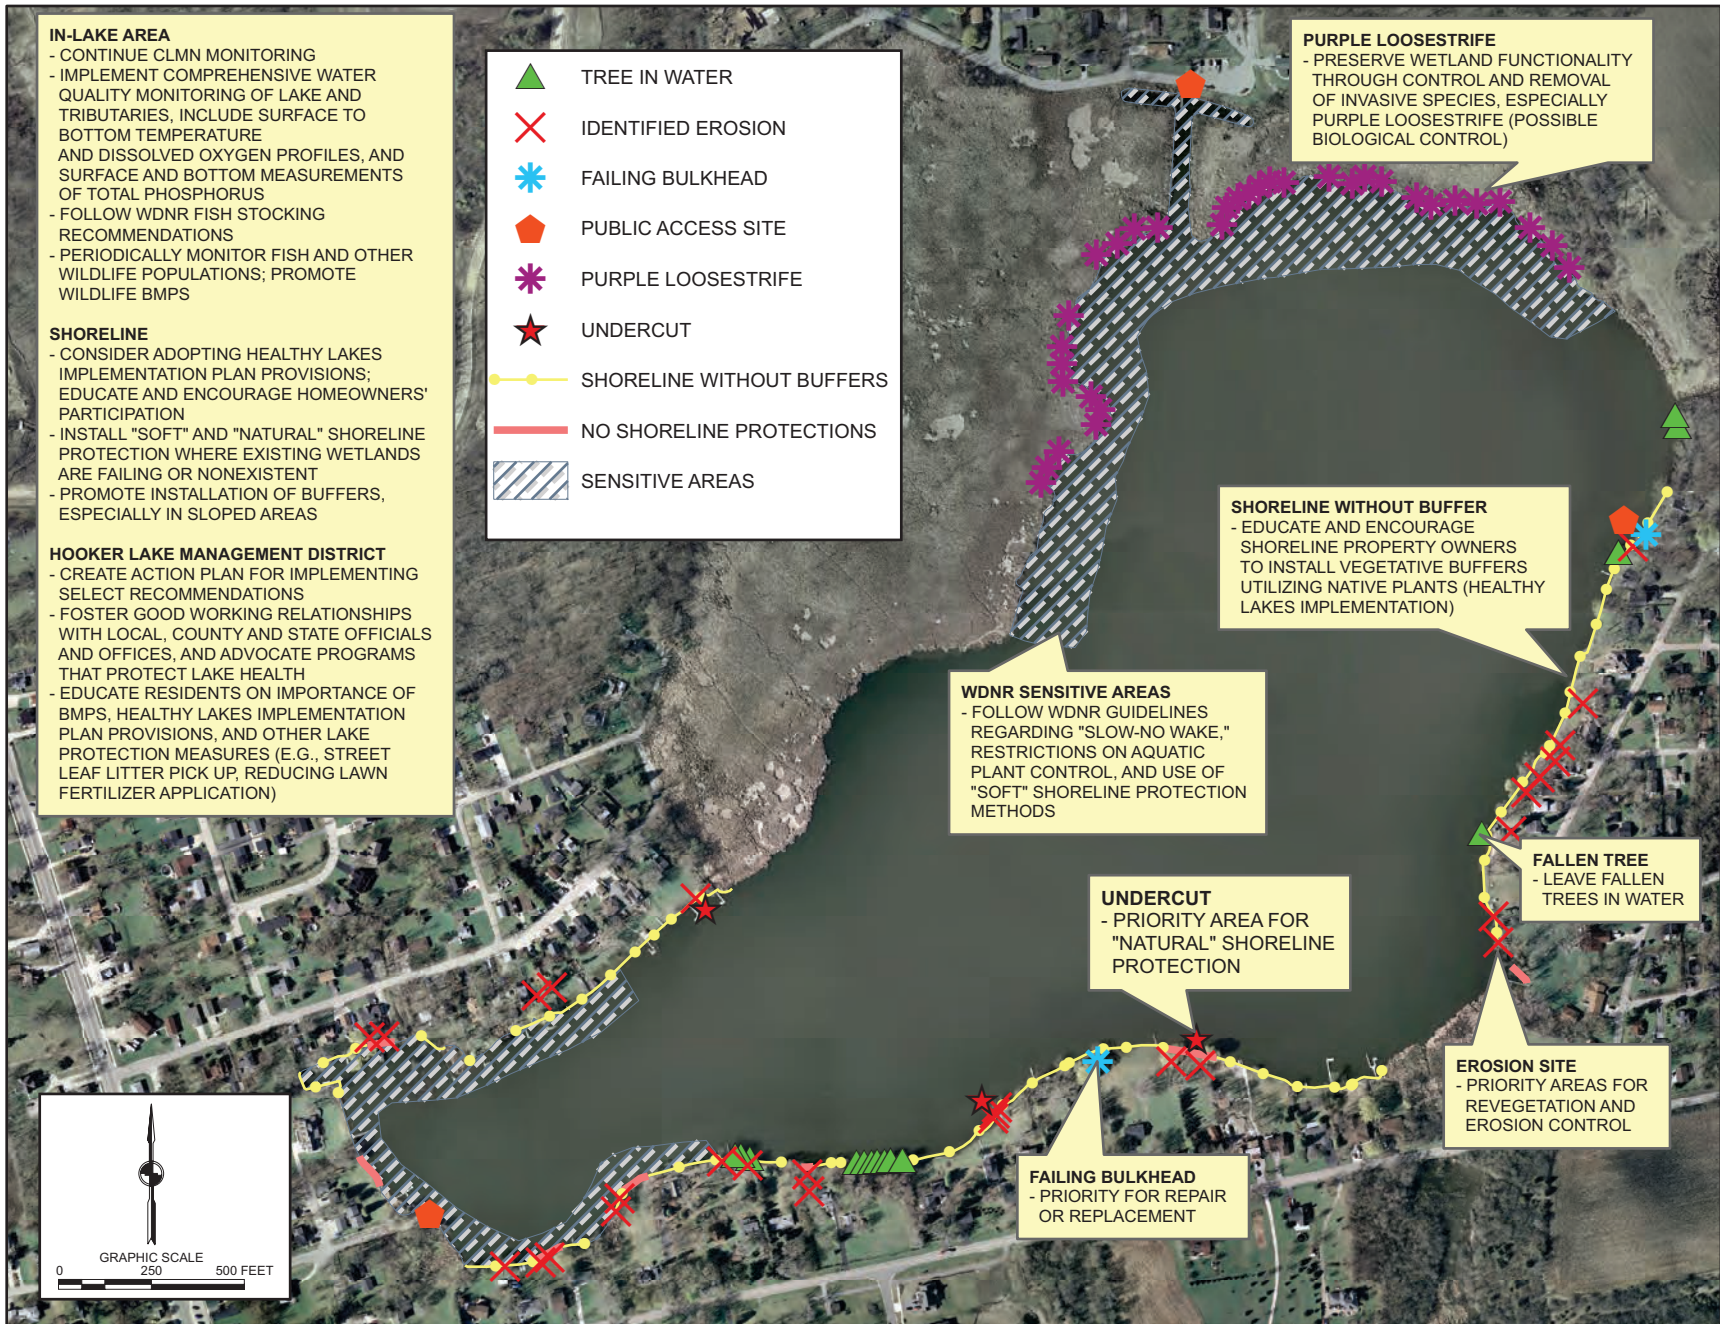 IN-LAKE AREA
- CONTINUE CLMN MONITORING
- IMPLEMENT COMPREHENSIVE WATER
QUALITY MONITORING OF LAKE AND
TRIBUTARIES, INCLUDE SURFACE TO
BOTTOM TEMPERATURE
AND DISSOLVED OXYGEN PROFILES, AND
SURFACE AND BOTTOM MEASUREMENTS
OF TOTAL PHOSPHORUS
- FOLLOW WDNR FISH STOCKING
RECOMMENDATIONS
- PERIODICALLY MONITOR FISH AND OTHER
WILDLIFE POPULATIONS; PROMOTE
WILDLIFE BMPS
SHORELINE
- CONSIDER ADOPTING HEALTHY LAKES
IMPLEMENTATION PLAN PROVISIONS;
EDUCATE AND ENCOURAGE HOMEOWNERS'
PARTICIPATION
- INSTALL "SOFT" AND "NATURAL" SHORELINE
PROTECTION WHERE EXISTING WETLANDS
ARE FAILING OR NONEXISTENT
- PROMOTE INSTALLATION OF BUFFERS,
ESPECIALLY IN SLOPED AREAS
HOOKER LAKE MANAGEMENT DISTRICT
- CREATE ACTION PLAN FOR IMPLEMENTING
SELECT RECOMMENDATIONS
- FOSTER GOOD WORKING RELATIONSHIPS
WITH LOCAL, COUNTY AND STATE OFFICIALS
AND OFFICES, AND ADVOCATE PROGRAMS
THAT PROTECT LAKE HEALTH
- EDUCATE RESIDENTS ON IMPORTANCE OF
BMPS, HEALTHY LAKES IMPLEMENTATION
PLAN PROVISIONS, AND OTHER LAKE
PROTECTION MEASURES (E.G., STREET
LEAF LITTER PICK UP, REDUCING LAWN
FERTILIZER APPLICATION)
TREE IN WATER
IDENTIFIED EROSION
FAILING BULKHEAD
PUBLIC ACCESS SITE
PURPLE LOOSESTRIFE
UNDERCUT
SHORELINE WITHOUT BUFFERS
NO SHORELINE PROTECTIONS
SENSITIVE AREAS
PURPLE LOOSESTRIFE
- PRESERVE WETLAND FUNCTIONALITY
THROUGH CONTROL AND REMOVAL
OF INVASIVE SPECIES, ESPECIALLY
PURPLE LOOSESTRIFE (POSSIBLE
BIOLOGICAL CONTROL)
SHORELINE WITHOUT BUFFER
- EDUCATE AND ENCOURAGE
SHORELINE PROPERTY OWNERS
TO INSTALL VEGETATIVE BUFFERS
UTILIZING NATIVE PLANTS (HEALTHY
LAKES IMPLEMENTATION)
WDNR SENSITIVE AREAS
- FOLLOW WDNR GUIDELINES
REGARDING "SLOW-NO WAKE,"
RESTRICTIONS ON AQUATIC
PLANT CONTROL, AND USE OF
"SOFT" SHORELINE PROTECTION
METHODS
FALLEN TREE
- LEAVE FALLEN
TREES IN WATER
UNDERCUT
- PRIORITY AREA FOR
"NATURAL" SHORELINE
PROTECTION
EROSION SITE
- PRIORITY AREAS FOR
REVEGETATION AND
EROSION CONTROL
FAILING BULKHEAD
- PRIORITY FOR REPAIR
OR REPLACEMENT
GRAPHIC SCALE
0 250 500 FEET